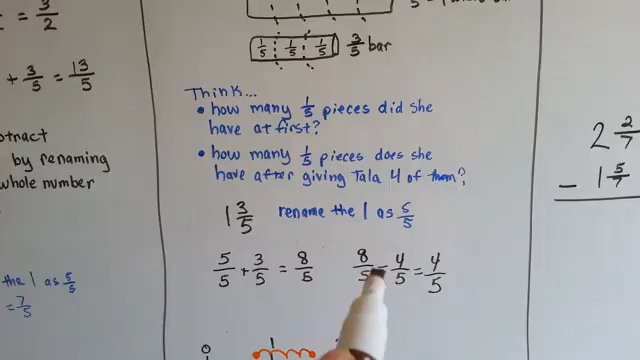 = 3/2
+ 3/5 = 13/5
by renaming
whole number
the 1 as 5/5
= 7/5
1/5 1/5 1/5 3/5 bar
Think...
• how many 1/5 pieces did she
have at first?
• how many 1/5 pieces does she
have after giving Tala 4 of them?
1 3/5 rename the 1 as 5/5
5/5 + 3/5 = 8/5 8/5 - 4/5 = 4/5
2 2/7
- 1 5/7